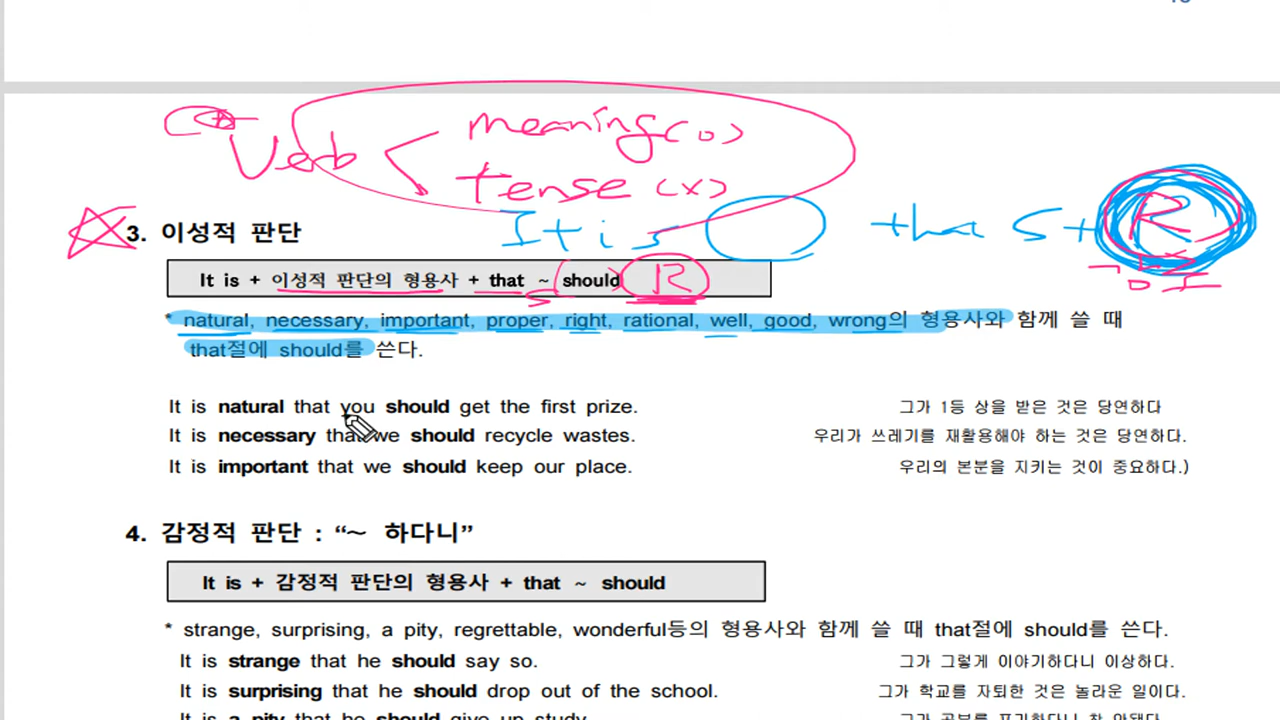 Verb < meaning (o)
tense (x)
3. 이성적 판단
It is that S + R
It is + 이성적 판단의 형용사 + that ~ should R
S
* natural, necessary, important, proper, right, rational, well, good, wrong의 형용사와 함께 쓸 때
that절에 should를 쓴다.
It is natural that you should get the first prize. 그가 1등 상을 받은 것은 당연하다
It is necessary that we should recycle wastes. 우리가 쓰레기를 재활용해야 하는 것은 당연하다.
It is important that we should keep our place. 우리의 본분을 지키는 것이 중요하다.)
4. 감정적 판단 : “~ 하다니”
It is + 감정적 판단의 형용사 + that ~ should
* strange, surprising, a pity, regrettable, wonderful등의 형용사와 함께 쓸 때 that절에 should를 쓴다.
It is strange that he should say so. 그가 그렇게 이야기하다니 이상하다.
It is surprising that he should drop out of the school. 그가 학교를 자퇴한 것은 놀라운 일이다.
It is a pity that he should give up study.